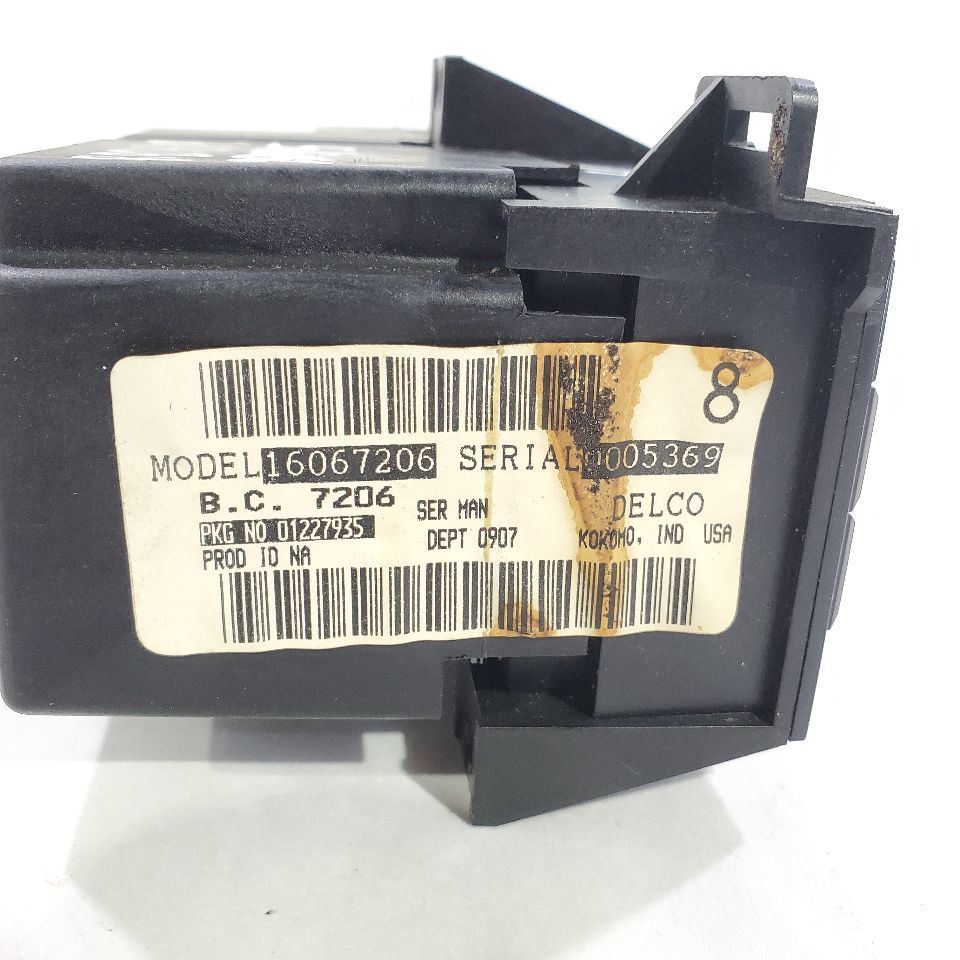 8
MODEL 16067206 SERIAL 005369
B.C. 7206 SER MAN DELCO
PKG NO 01227935 DEPT 0907 KOKOMO, IND USA
PROD ID NA